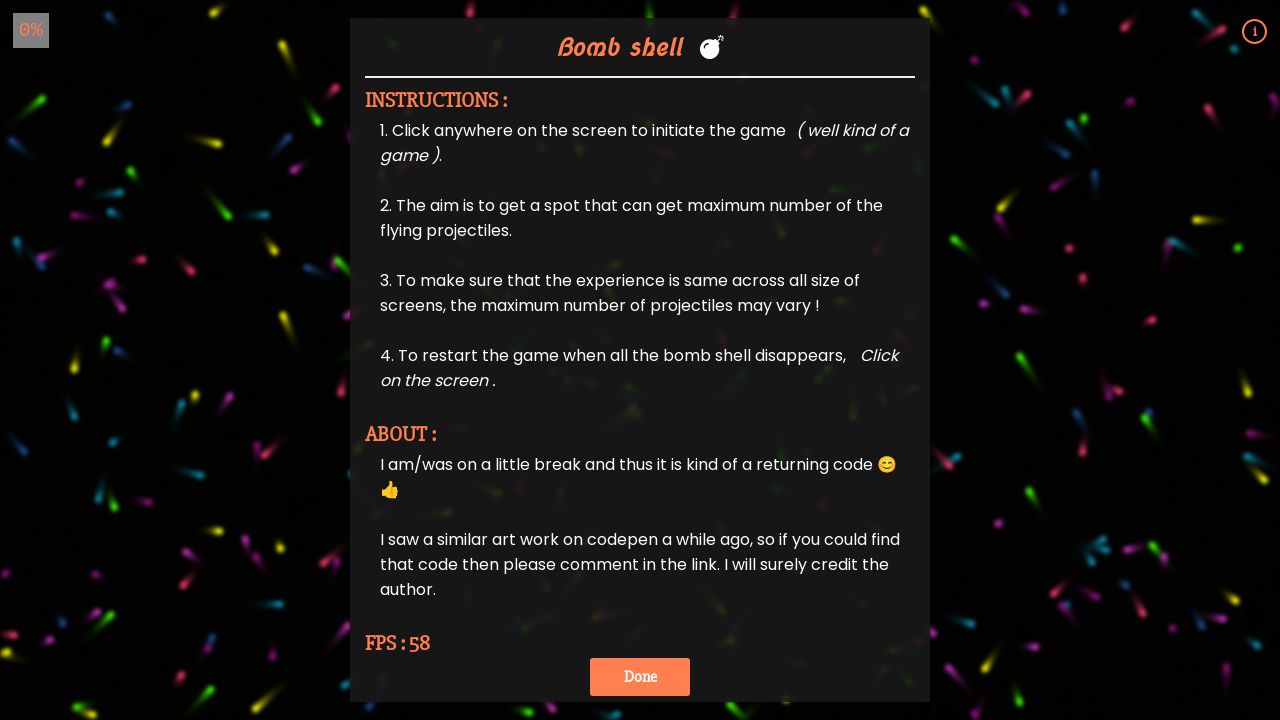 0%
i
Bomb shell 💣
INSTRUCTIONS :
1. Click anywhere on the screen to initiate the game ( well kind of a
game ).
2. The aim is to get a spot that can get maximum number of the
flying projectiles.
3. To make sure that the experience is same across all size of
screens, the maximum number of projectiles may vary !
4. To restart the game when all the bomb shell disappears, Click
on the screen .
ABOUT :
I am/was on a little break and thus it is kind of a returning code 😊
👍
I saw a similar art work on codepen a while ago, so if you could find
that code then please comment in the link. I will surely credit the
author.
FPS : 58
Done